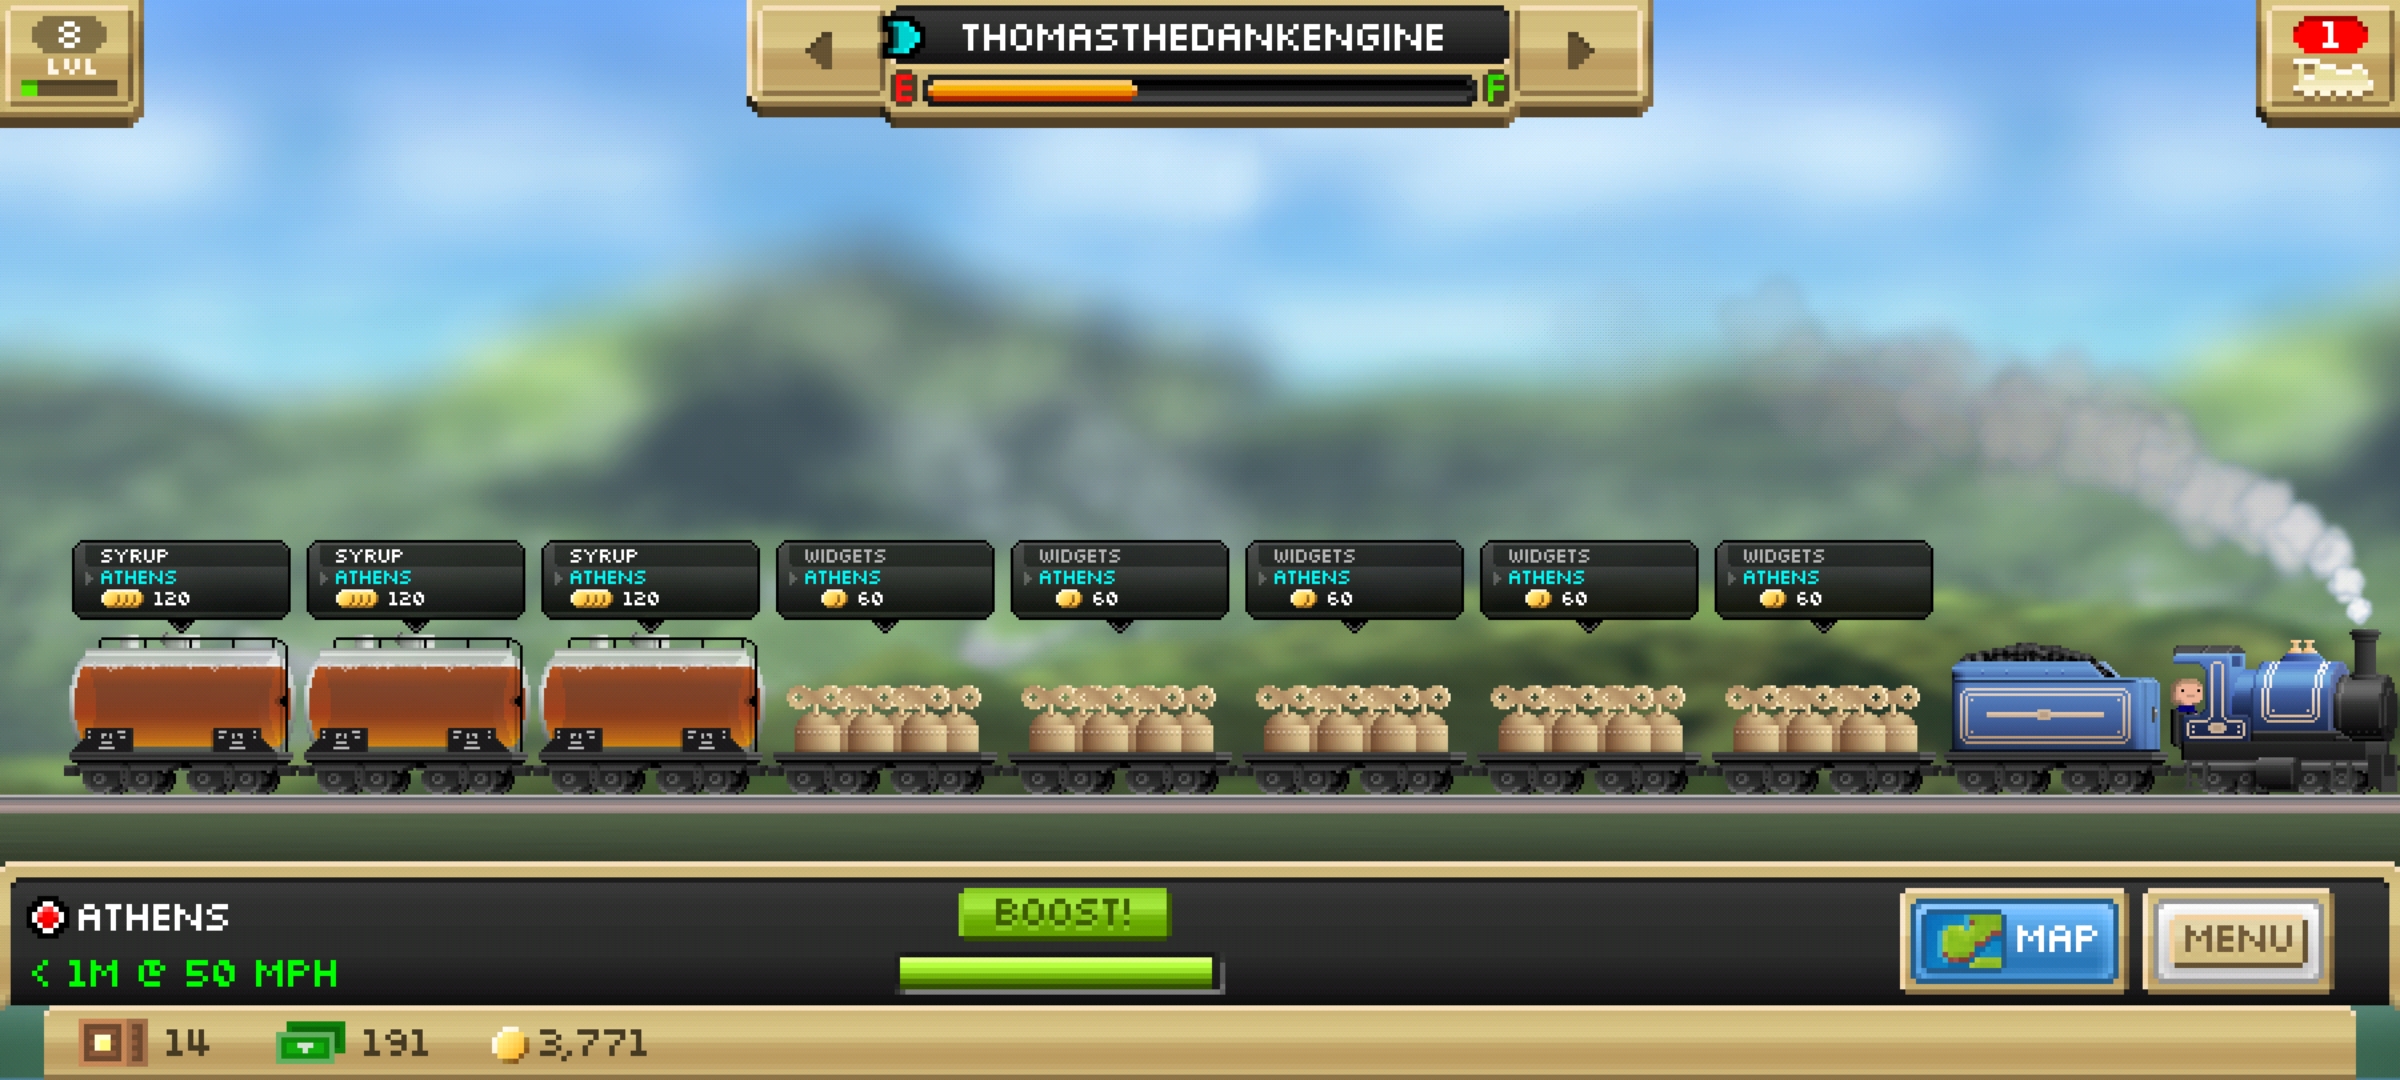 8
LVL
THOMASTHEDANKENGINE
E F
1
SYRUP
ATHENS
120
SYRUP
ATHENS
120
SYRUP
ATHENS
120
WIDGETS
ATHENS
60
WIDGETS
ATHENS
60
WIDGETS
ATHENS
60
WIDGETS
ATHENS
60
WIDGETS
ATHENS
60
ATHENS
< 1M @ 50 MPH
BOOST!
MAP
MENU
14
191
3,771